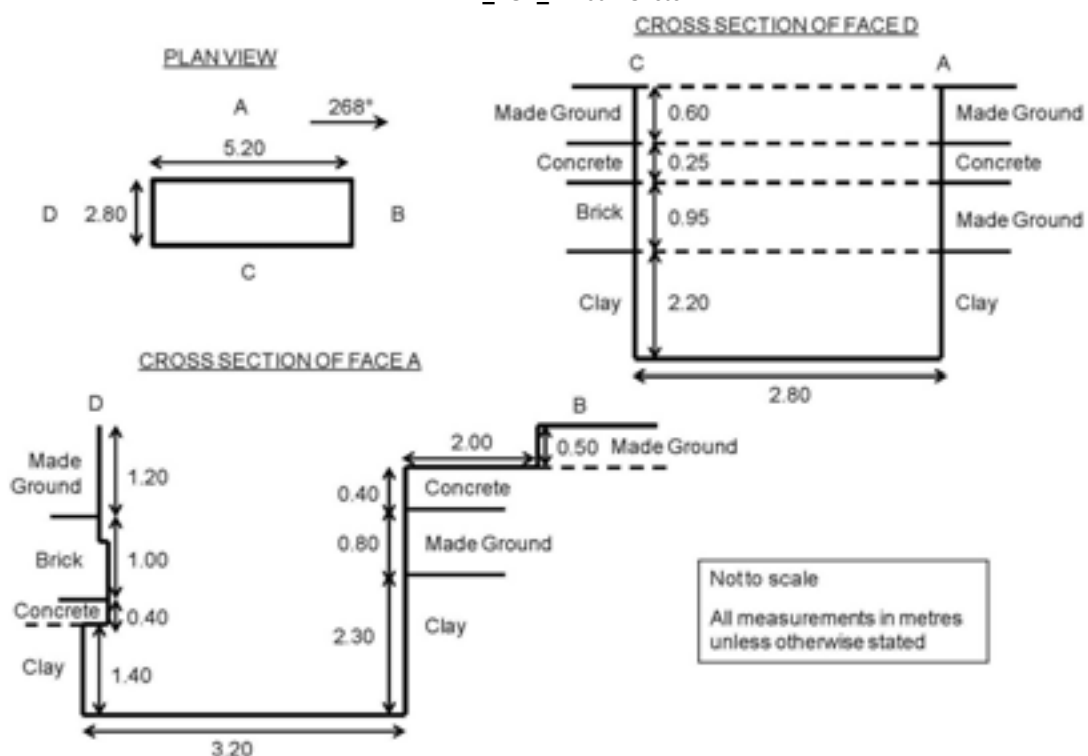 PLAN VIEW
A
268°
5.20
D
2.80
B
C
CROSS SECTION OF FACE D
C
A
Made Ground
0.60
Made Ground
Concrete
0.25
Concrete
Brick
0.95
Made Ground
Clay
2.20
Clay
2.80
CROSS SECTION OF FACE A
D
B
Made
Ground
1.20
2.00
0.50
Made Ground
0.40
Concrete
Brick
1.00
0.80
Made Ground
Concrete
0.40
Clay
1.40
2.30
Clay
3.20
Not to scale
All measurements in metres
unless otherwise stated